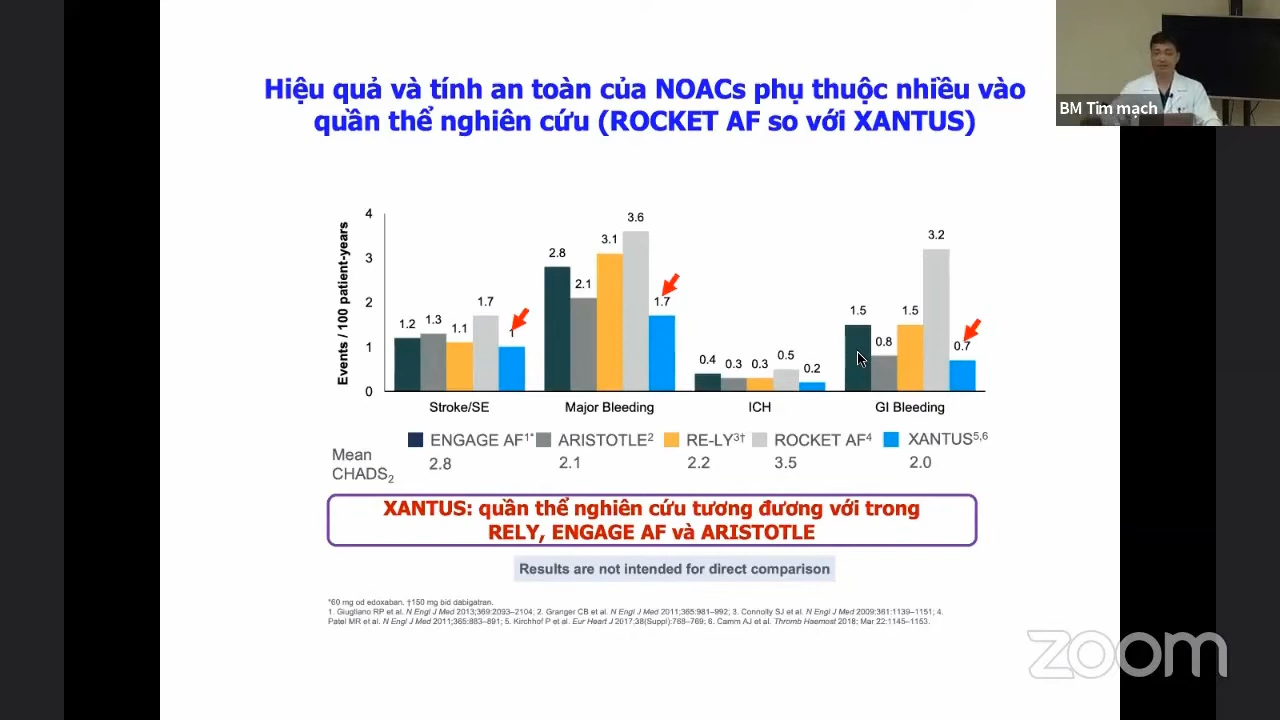 Hiệu quả và tính an toàn của NOACs phụ thuộc nhiều vào
quần thể nghiên cứu (ROCKET AF so với XANTUS)
BM Tim mạch
Events / 100 patient-years
4
3
2
1
0
1.2 1.3 1.1 1.7 1
2.8 2.1 3.1 3.6 1.7
0.4 0.3 0.3 0.5 0.2
1.5 0.8 1.5 3.2 0.7
Stroke/SE Major Bleeding ICH GI Bleeding
ENGAGE AF1* ARISTOTLE2 RE-LY3† ROCKET AF4 XANTUS5,6
Mean
CHADS2
2.8 2.1 2.2 3.5 2.0
XANTUS: quần thể nghiên cứu tương đương với trong
RELY, ENGAGE AF và ARISTOTLE
Results are not intended for direct comparison
*60 mg od edoxaban, †150 mg bid dabigatran.
1. Giugliano RP et al. N Engl J Med 2013;369:2093–2104, 2. Granger CB et al. N Engl J Med 2011;365:981–992; 3. Connolly SJ et al. N Engl J Med 2009:361:1139–1151; 4.
Patel MR et al. N Engl J Med 2011;365:883–891; 5. Kirchhof P et al. Eur Heart J 2017;38(Suppl):768–769; 6. Camm AJ et al. Thromb Haemost 2018; Mar 22:1145–1153.
zoom